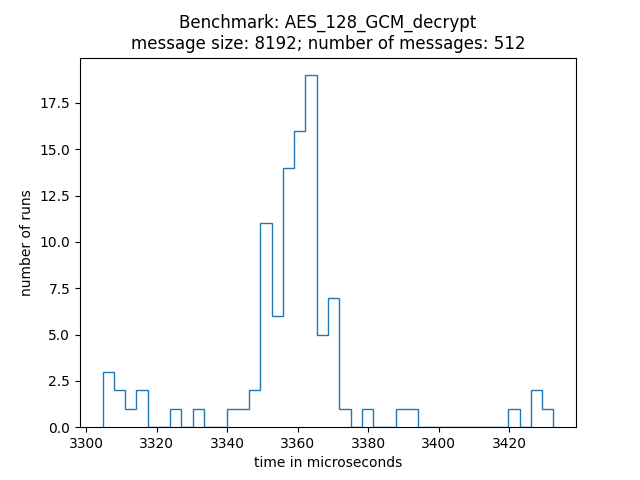 Benchmark: AES_128_GCM_decrypt
message size: 8192; number of messages: 512
17.5
15.0
12.5
10.0
7.5
5.0
2.5
0.0
number of runs
3300 3320 3340 3360 3380 3400 3420
time in microseconds